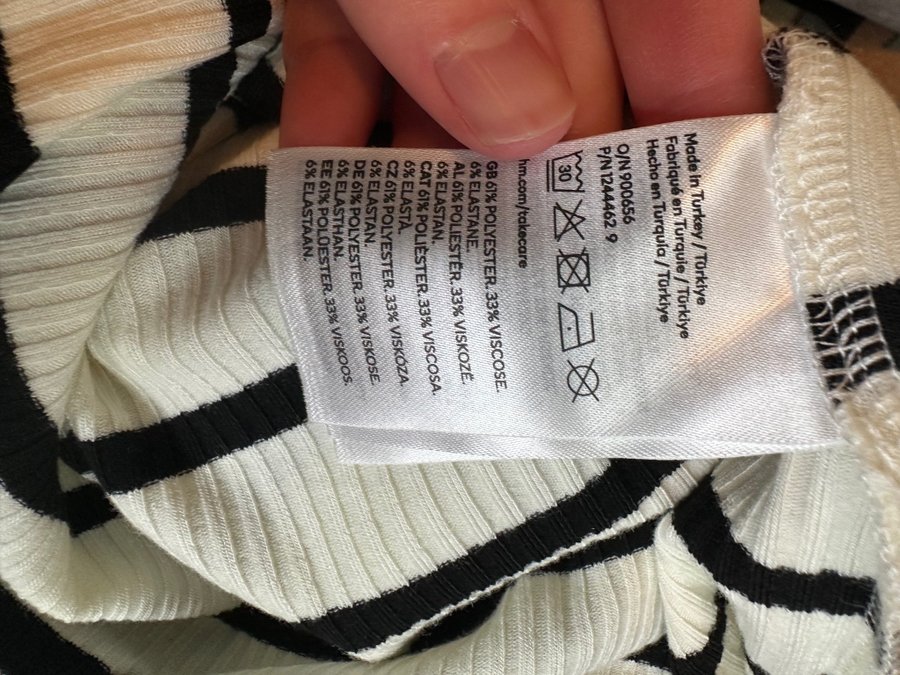 Made in Turkey / Türkiye
Fabriqué en Turquie / Türkiye
Hecho en Turquía / Türkiye
O/N 900656
P/N 1244462 9
30
hm.com/takecare
GB 61% POLYESTER. 33% VISCOSE.
6% ELASTANE.
AL 61% POLIESTËR. 33% VISKOZË.
6% ELASTAN.
CAT 61% POLIÈSTER. 33% VISCOSA.
6% ELASTÀ.
CZ 61% POLYESTER. 33% VISKÓZA.
6% ELASTAN.
DE 61% POLYESTER. 33% VISKOSE.
6% ELASTHAN.
EE 61% POLÜESTER. 33% VISKOOS.
6% ELASTAAN.